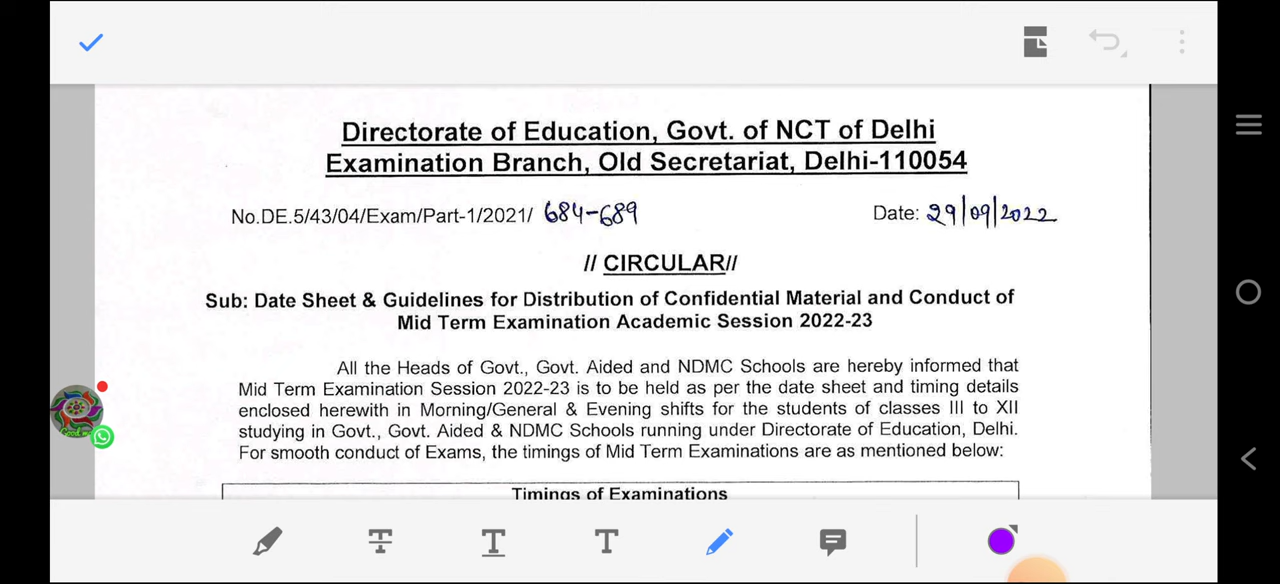 Directorate of Education, Govt. of NCT of Delhi
Examination Branch, Old Secretariat, Delhi-110054
No.DE.5/43/04/Exam/Part-1/2021/ 684-689 Date: 29/09/2022
// CIRCULAR//
Sub: Date Sheet & Guidelines for Distribution of Confidential Material and Conduct of
Mid Term Examination Academic Session 2022-23
All the Heads of Govt., Govt. Aided and NDMC Schools are hereby informed that
Mid Term Examination Session 2022-23 is to be held as per the date sheet and timing details
enclosed herewith in Morning/General & Evening shifts for the students of classes III to XII
studying in Govt., Govt. Aided & NDMC Schools running under Directorate of Education, Delhi.
For smooth conduct of Exams, the timings of Mid Term Examinations are as mentioned below:
Timings of Examinations
T T T